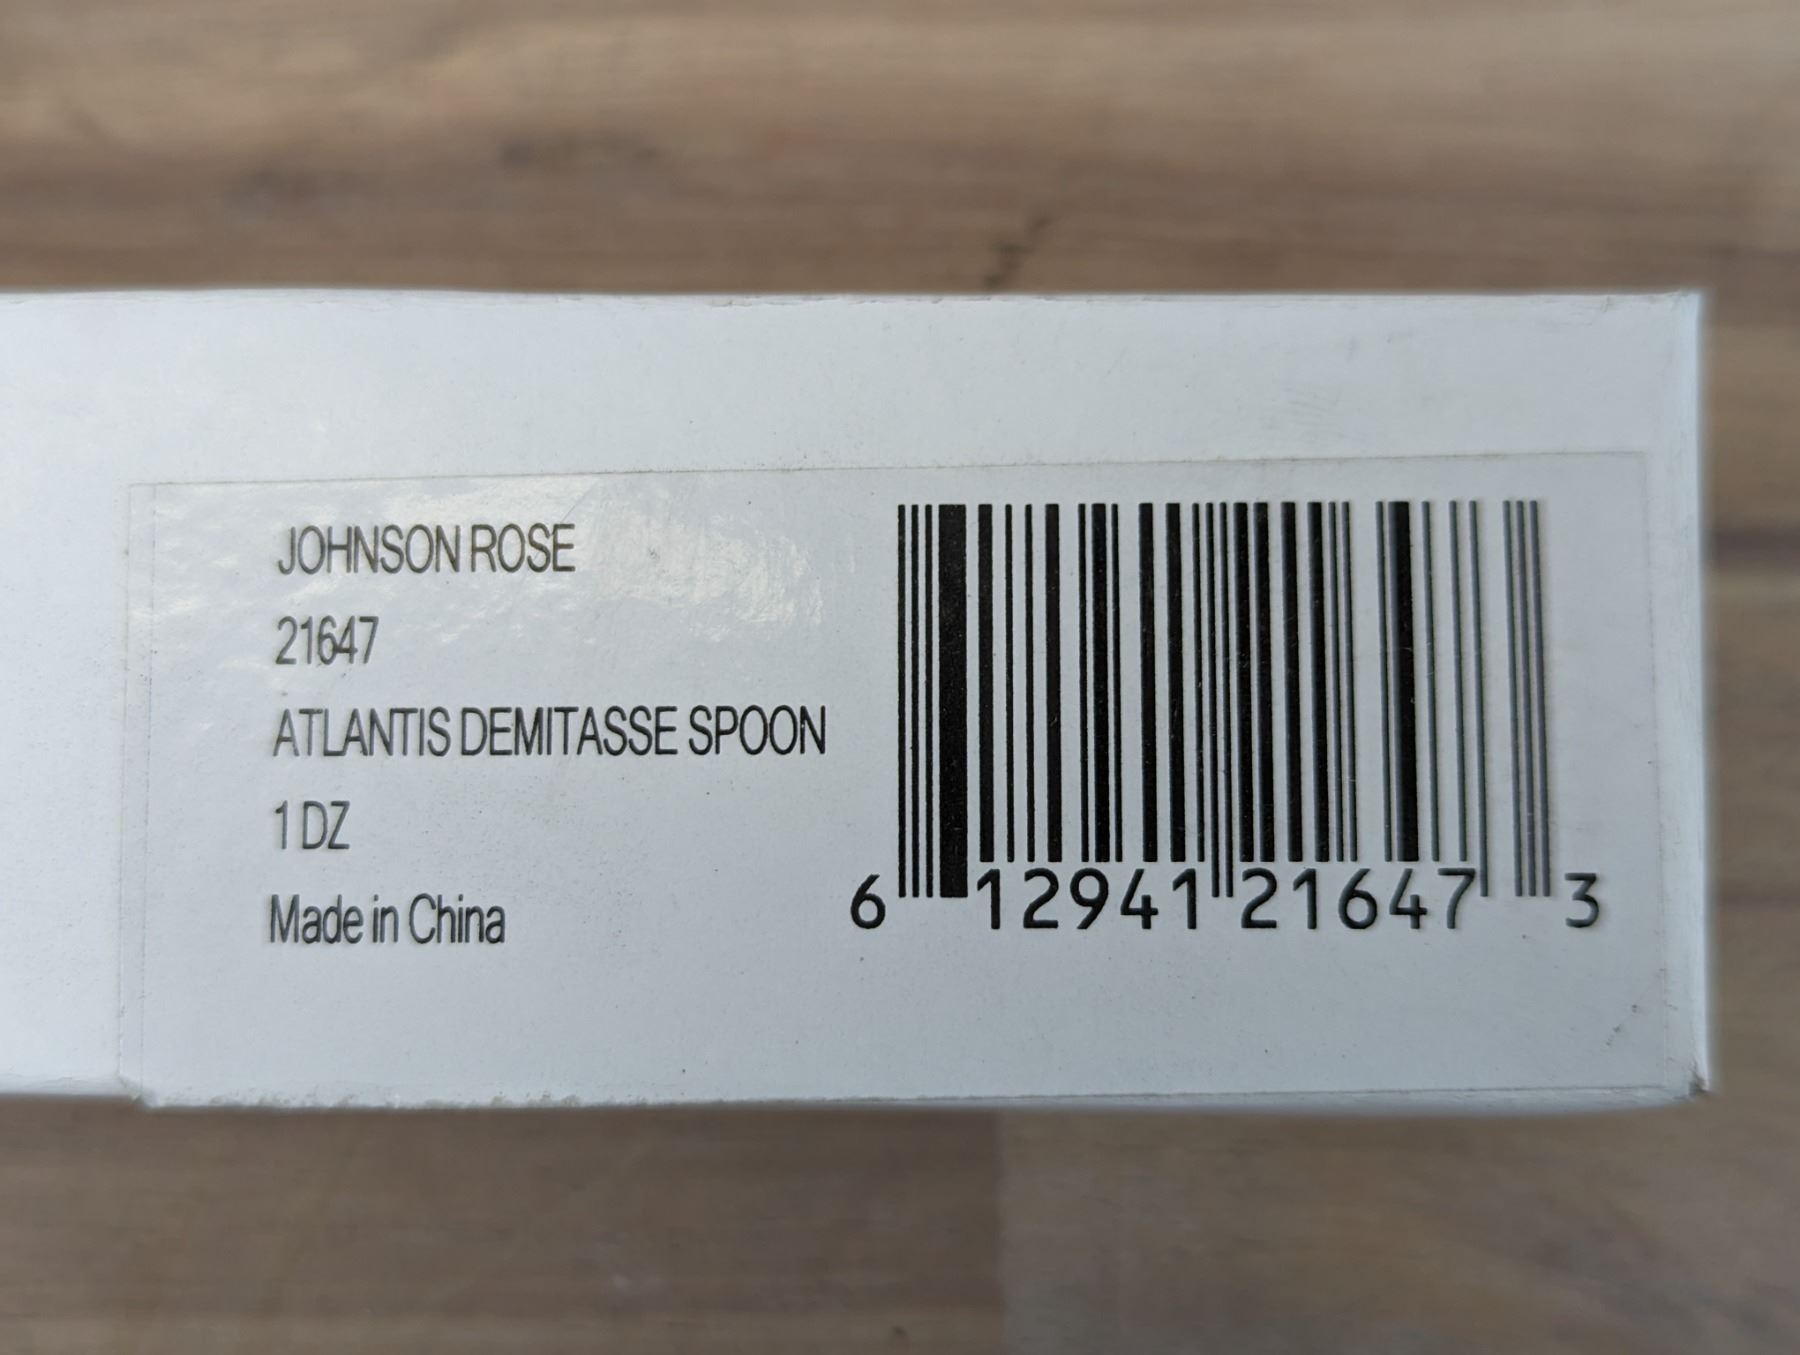 JOHNSON ROSE
21647
ATLANTIS DEMITASSE SPOON
1 DZ
Made in China
6 12941 21647 3